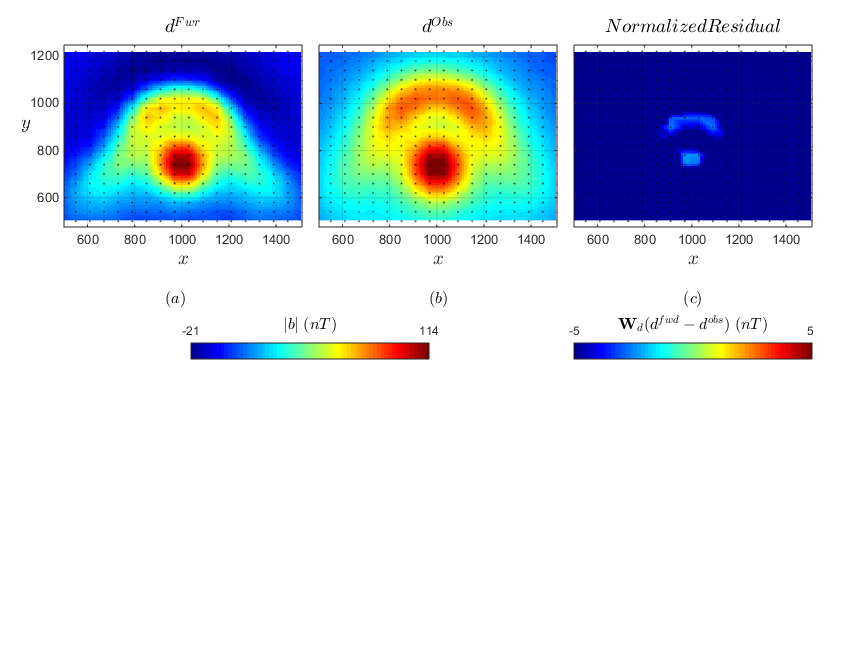 d^{Fwr} d^{Obs} NormalizedResidual
1200
1000
y
800
600
600 800 1000 1200 1400 600 800 1000 1200 1400 600 800 1000 1200 1400
x x x
(a) (b) (c)
-21 |b| (nT) 114 -5 W_d(d^{fwd} − d^{obs}) (nT) 5